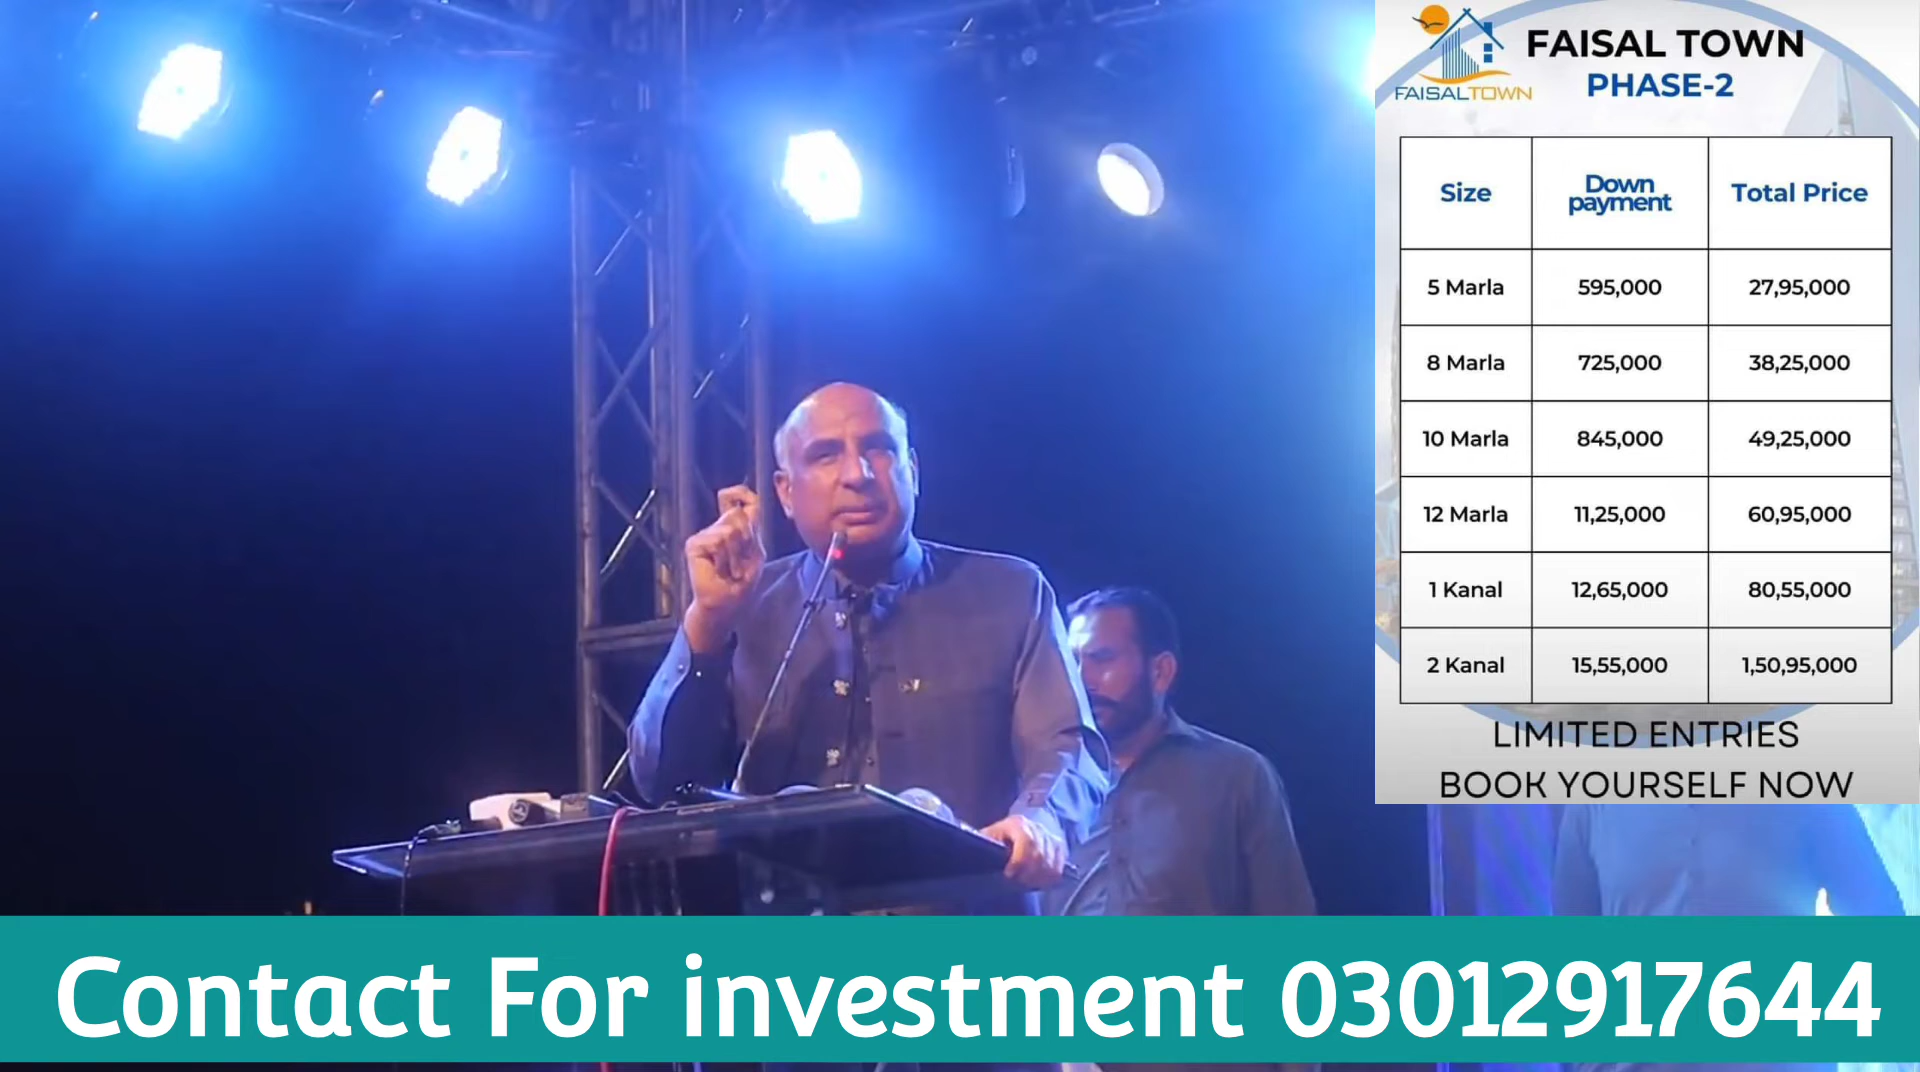 FAISALTOWN
FAISAL TOWN
PHASE-2
Size Down payment Total Price
5 Marla 595,000 27,95,000
8 Marla 725,000 38,25,000
10 Marla 845,000 49,25,000
12 Marla 11,25,000 60,95,000
1 Kanal 12,65,000 80,55,000
2 Kanal 15,55,000 1,50,95,000
LIMITED ENTRIES
BOOK YOURSELF NOW
Contact For investment 03012917644